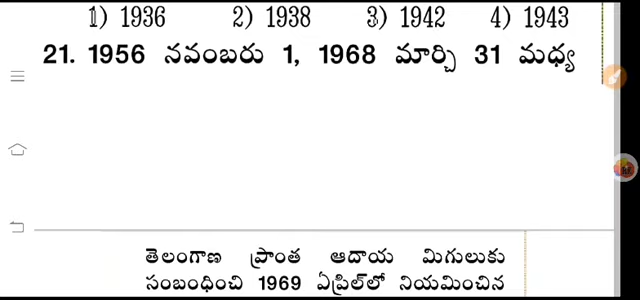 1) 1936 2) 1938 3) 1942 4) 1943
21. 1956 నవంబరు 1, 1968 మార్చి 31 మధ్య
తెలంగాణ ప్రాంత ఆదాయ మిగులుకు
సంబంధించి 1969 ఏప్రిల్‌లో నియమించిన